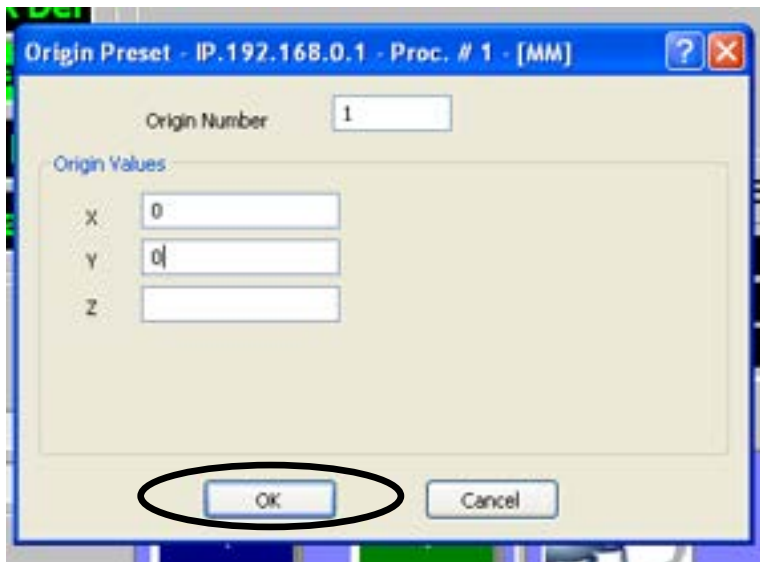 Origin Preset - IP.192.168.0.1 - Proc. # 1 - [MM]
Origin Number 1
Origin Values
X 0
Y 0
Z
OK Cancel